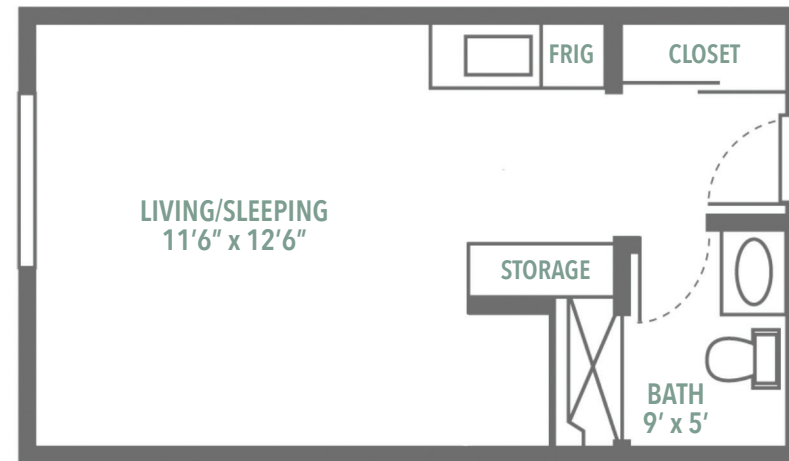 FRIG
CLOSET
LIVING/SLEEPING
11'6" x 12'6"
STORAGE
BATH
9' x 5'